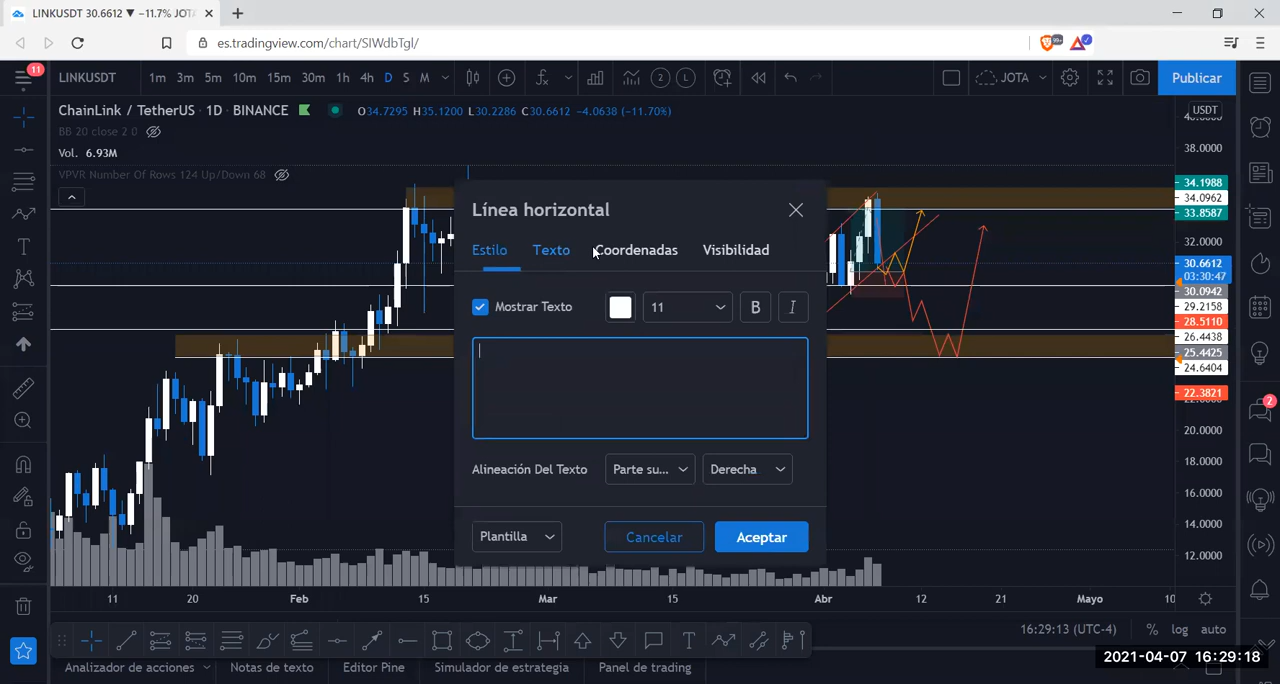 LINKUSDT 30.6612 ▼ −11.7% JOTA
es.tradingview.com/chart/SIWdbTgl/
99+
11
LINKUSDT
1m 3m 5m 10m 15m 30m 1h 4h D S M
2 L
JOTA
Publicar
ChainLink / TetherUS · 1D · BINANCE
O34.7295 H35.1200 L30.2286 C30.6612 −4.0638 (−11.70%)
BB 20 close 2 0
Vol. 6.93M
VPVR Number Of Rows 124 Up/Down 68
USDT
38.0000
34.1988
34.0962
33.8587
32.0000
30.6612
03:30:47
30.0942
29.2158
28.5110
26.4438
25.4425
24.6404
22.3821
20.0000
18.0000
16.0000
14.0000
12.0000
Línea horizontal
Estilo Texto Coordenadas Visibilidad
Mostrar Texto
11
B I
Alineación Del Texto
Parte su...
Derecha
Plantilla
Cancelar
Aceptar
2
11 20 Feb 15 Mar 15 Abr 12 21 Mayo 10
16:29:13 (UTC-4)
% log auto
Analizador de acciones
Notas de texto
Editor Pine
Simulador de estrategia
Panel de trading
2021-04-07 16:29:18